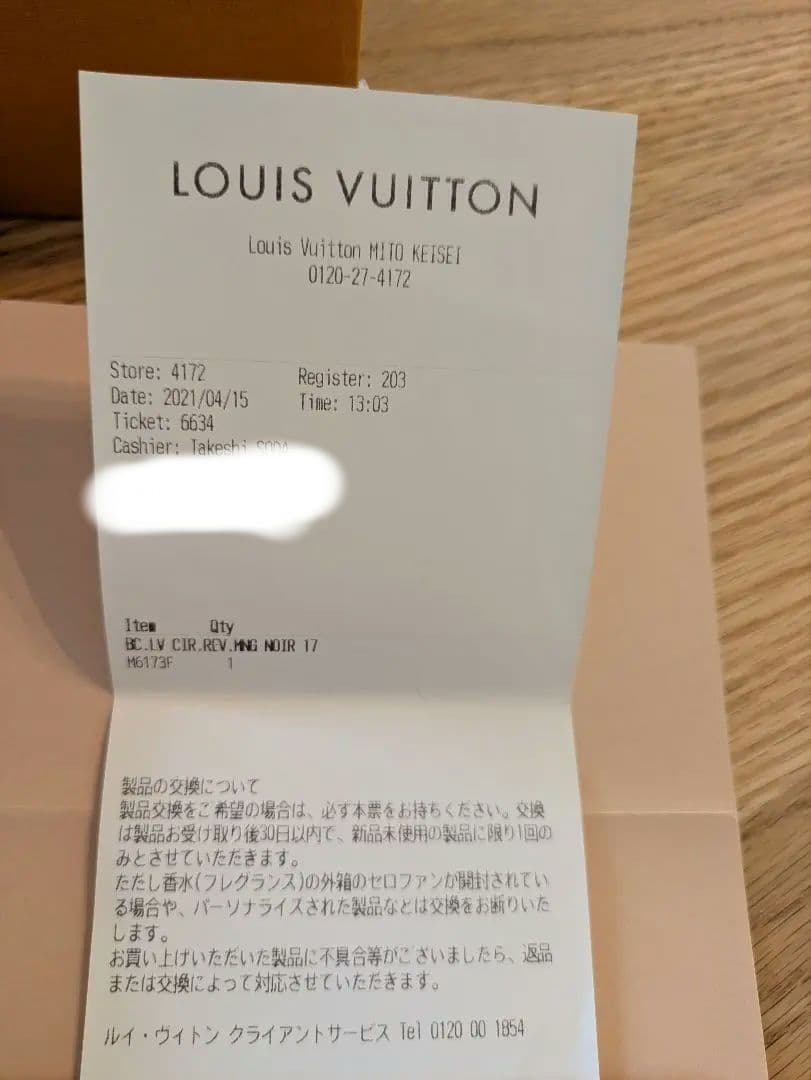 LOUIS VUITTON
Louis Vuitton MITO KEISEI
0120-27-4172
Store: 4172 Register: 203
Date: 2021/04/15 Time: 13:03
Ticket: 6634
Cashier: Takeshi
Item Qty
BC.LV CIR.REV.MNG NOIR 17
M6173F 1
製品の交換について
製品交換をご希望の場合は、必ず本票をお持ちください。交換
は製品お受け取り後30日以内で、新品未使用の製品に限り1回の
みとさせていただきます。
ただし香水(フレグランス)の外箱のセロファンが開封されてい
る場合や、パーソナライズされた製品などは交換をお断りいた
します。
お買い上げいただいた製品に不具合等がございましたら、返品
または交換によって対応させていただきます。
ルイ・ヴィトン クライアントサービス Tel 0120 00 1854